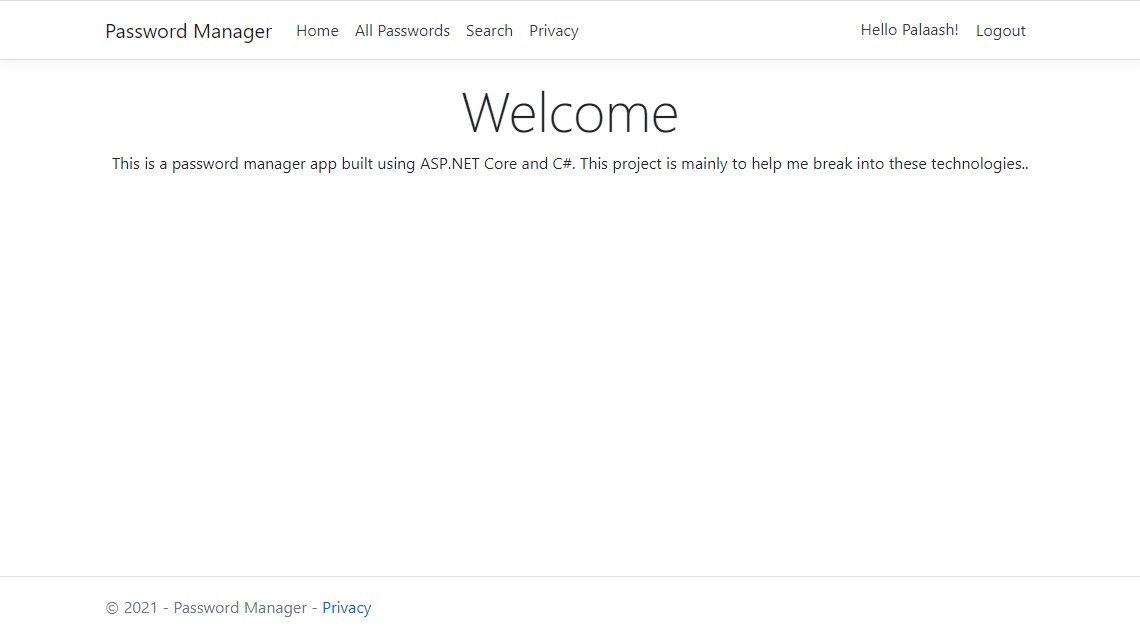 Password Manager Home All Passwords Search Privacy Hello Palaash! Logout
Welcome
This is a password manager app built using ASP.NET Core and C#. This project is mainly to help me break into these technologies..
© 2021 - Password Manager - Privacy